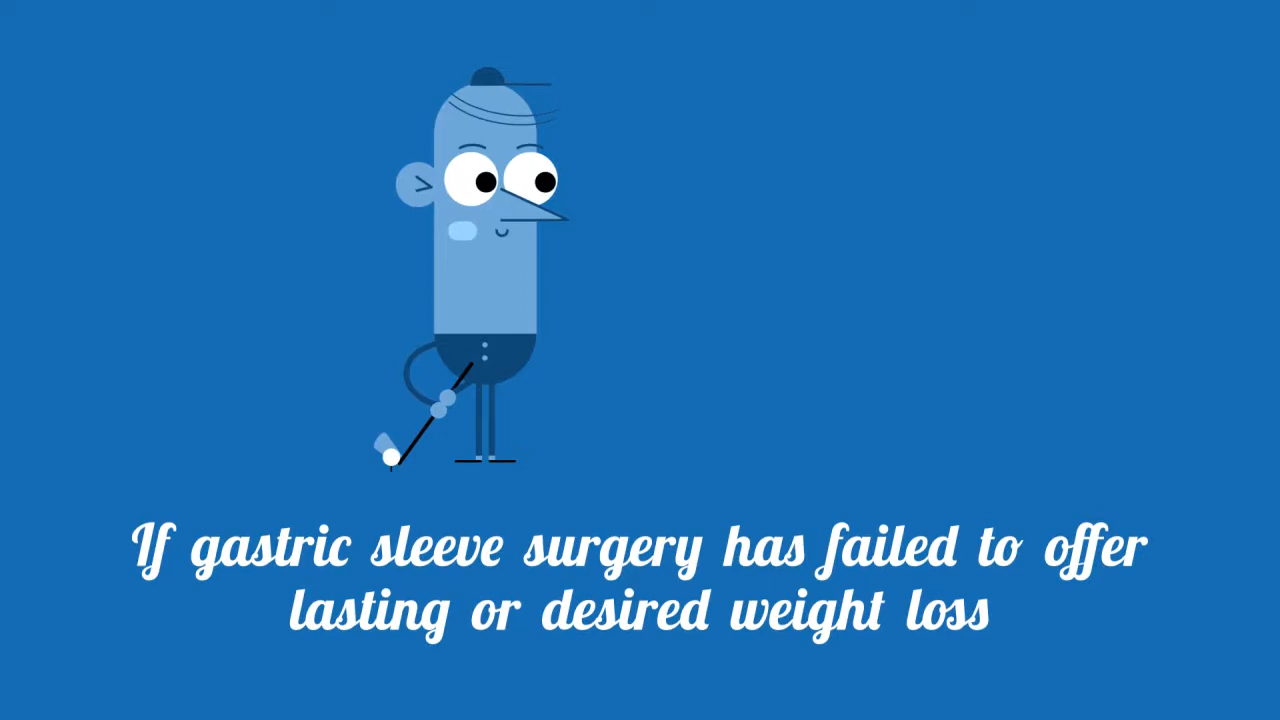 If gastric sleeve surgery has failed to offer
lasting or desired weight loss